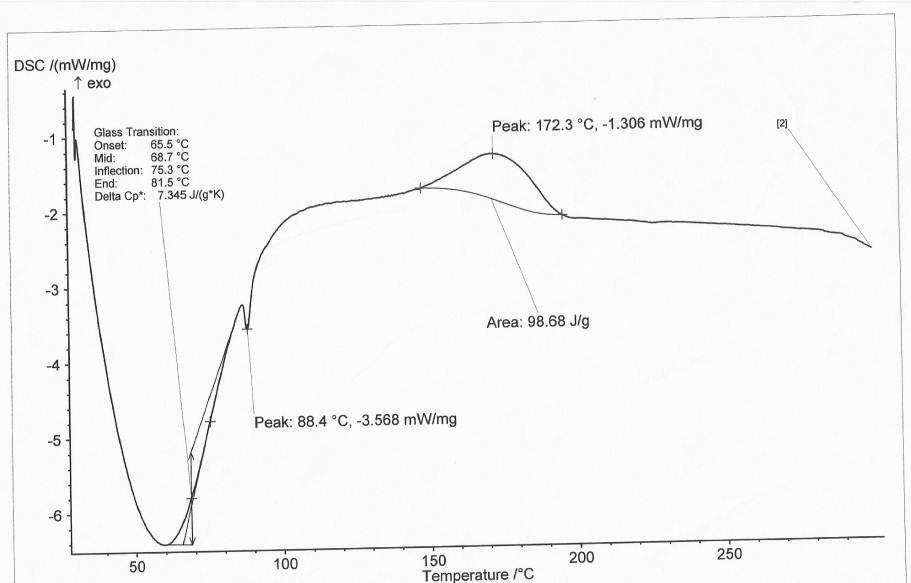 DSC /(mW/mg)
↑ exo
Peak: 172.3 °C, -1.306 mW/mg
[2]
Glass Transition:
Onset: 65.5 °C
Mid: 68.7 °C
Inflection: 75.3 °C
End: 81.5 °C
Delta Cp*: 7.345 J/(g*K)
-1
-2
-3
Area: 98.68 J/g
-4
Peak: 88.4 °C, -3.568 mW/mg
-5
-6
50 100 150 200 250
Temperature /°C